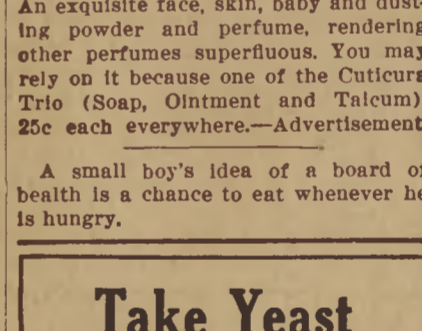 An exquisite face, skin, baby and dust-
ing powder and perfume, rendering
other perfumes superfluous. You may
rely on it because one of the Cuticura
Trio (Soap, Ointment and Talcum)
25c each everywhere.—Advertisement
A small boy's idea of a board of
bealth is a chance to eat whenever he
is hungry.
Take Yeast